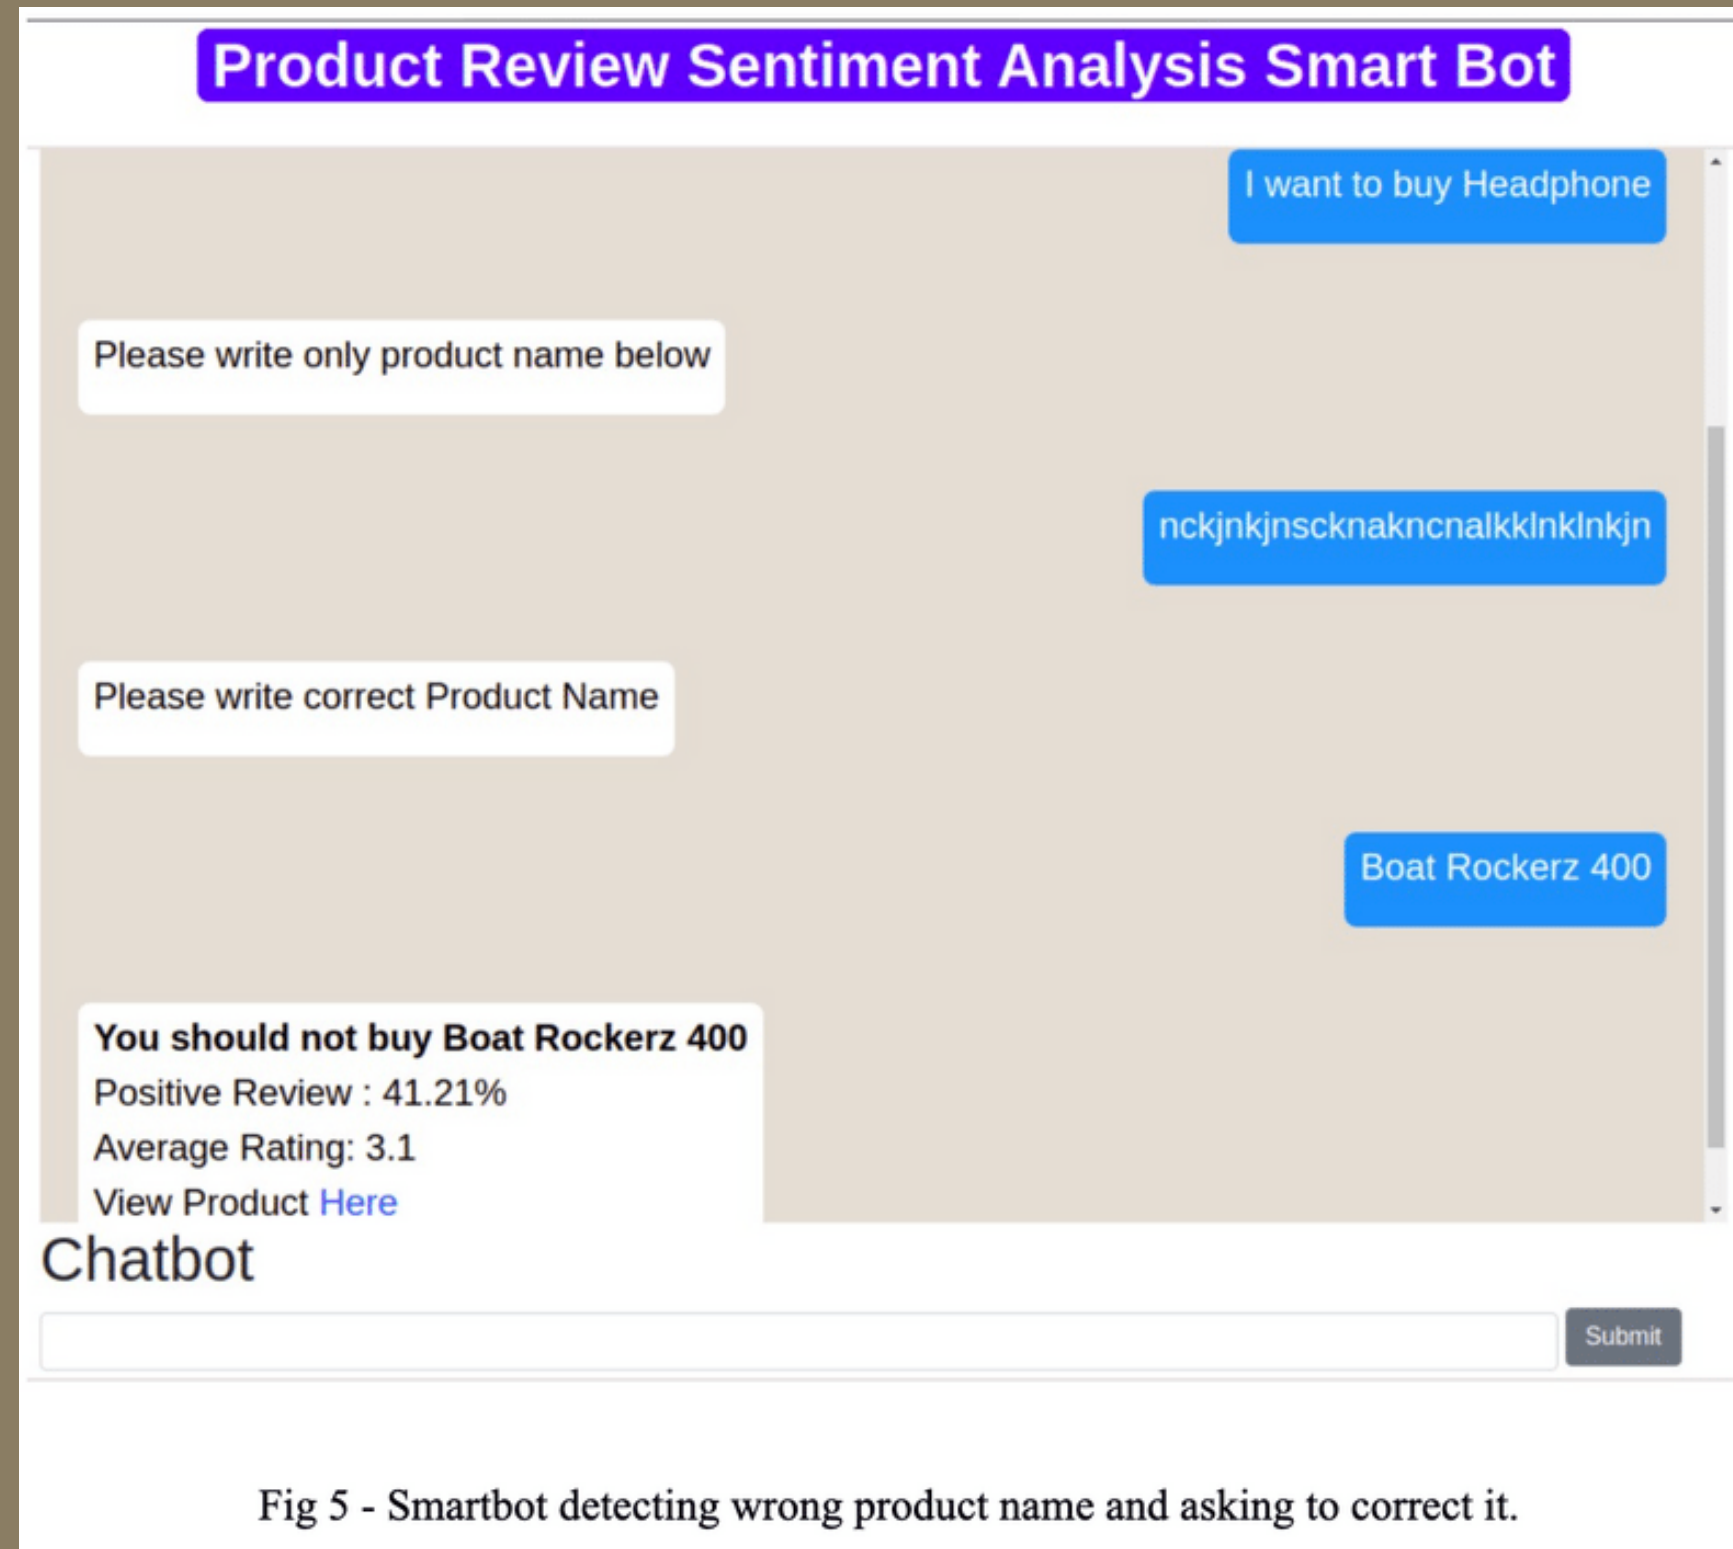 Product Review Sentiment Analysis Smart Bot
I want to buy Headphone
Please write only product name below
nckjnkjnscknakncnalkklnklnkjn
Please write correct Product Name
Boat Rockerz 400
You should not buy Boat Rockerz 400
Positive Review : 41.21%
Average Rating: 3.1
View Product Here
Chatbot
Submit
Fig 5 - Smartbot detecting wrong product name and asking to correct it.